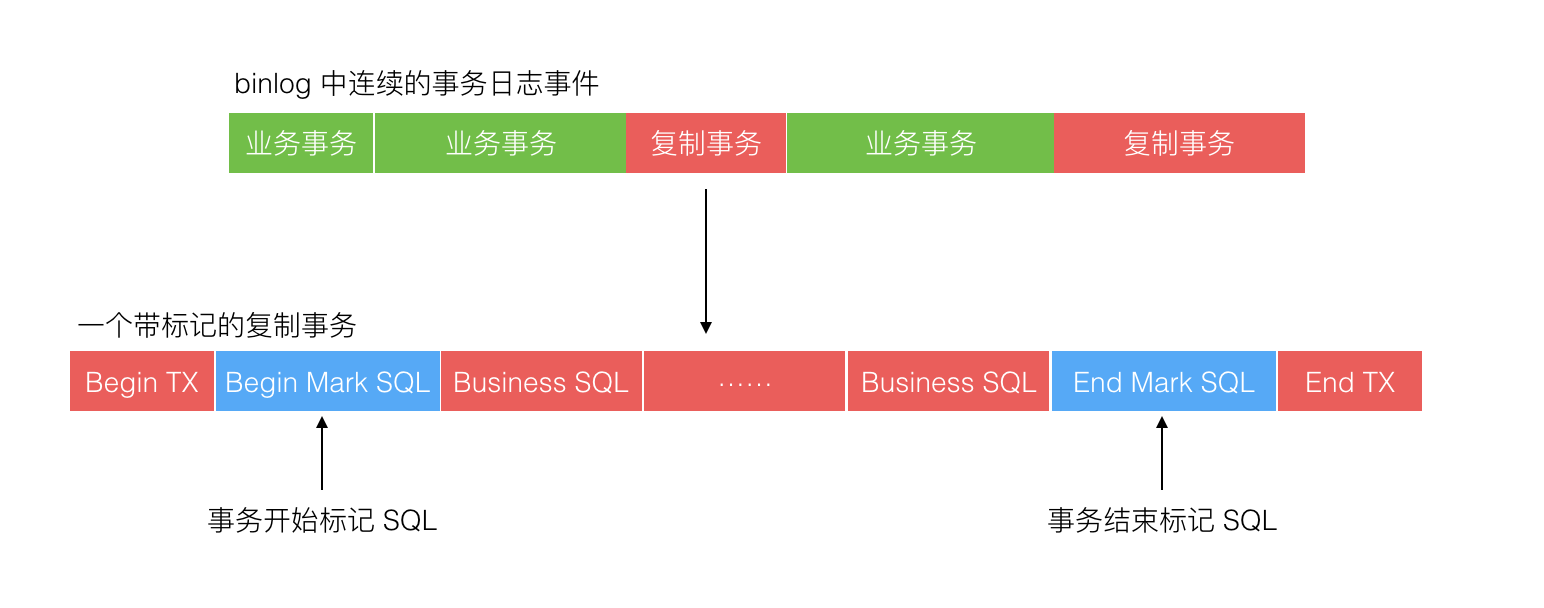 binlog 中连续的事务日志事件
业务事务 业务事务 复制事务 业务事务 复制事务
一个带标记的复制事务
Begin TX Begin Mark SQL Business SQL …… Business SQL End Mark SQL End TX
事务开始标记 SQL 事务结束标记 SQL